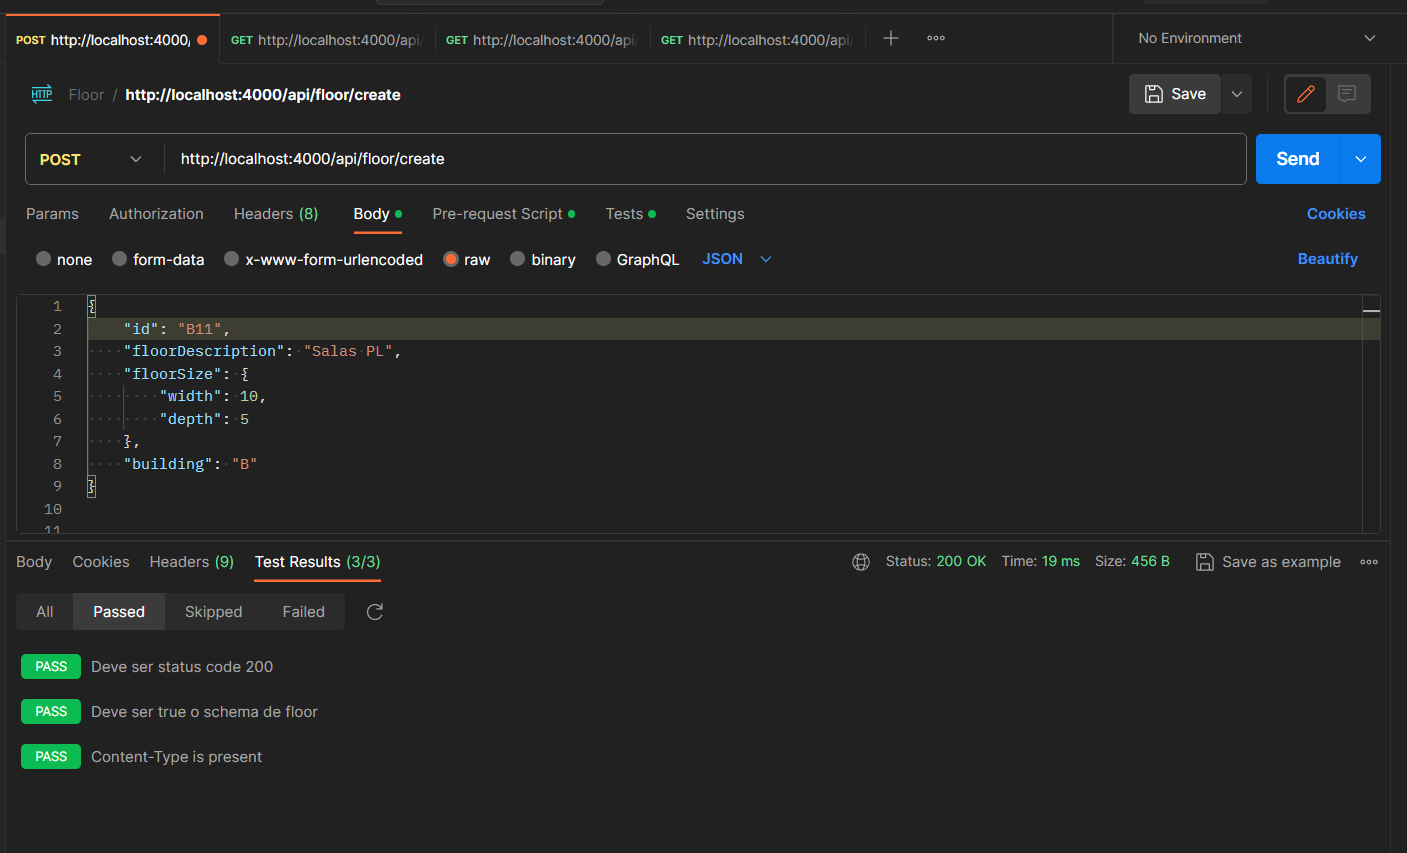 POST http://localhost:4000/ GET http://localhost:4000/api/ GET http://localhost:4000/api/ GET http://localhost:4000/api/ No Environment
HTTP Floor / http://localhost:4000/api/floor/create Save
POST http://localhost:4000/api/floor/create Send
Params Authorization Headers (8) Body Pre-request Script Tests Settings Cookies
none form-data x-www-form-urlencoded raw binary GraphQL JSON Beautify
1 {
2 "id": "B11",
3 "floorDescription": "Salas PL",
4 "floorSize": {
5 "width": 10,
6 "depth": 5
7 },
8 "building": "B"
9 }
10
11
Body Cookies Headers (9) Test Results (3/3) Status: 200 OK Time: 19 ms Size: 456 B Save as example
All Passed Skipped Failed
PASS Deve ser status code 200
PASS Deve ser true o schema de floor
PASS Content-Type is present